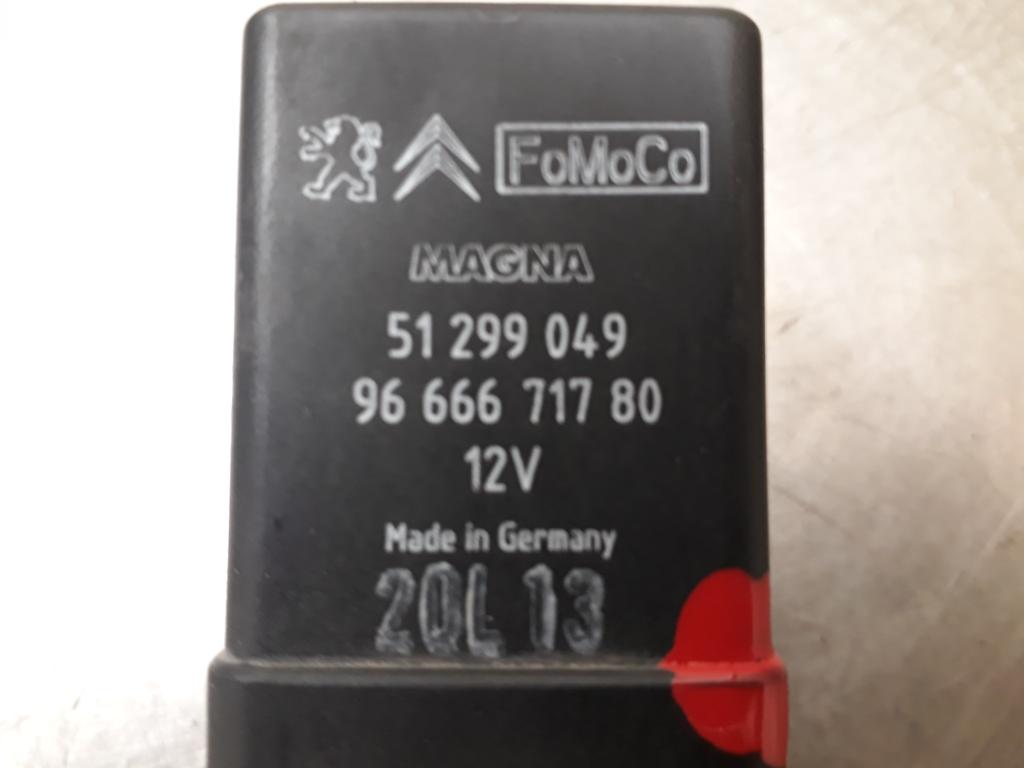 FoMoCo
MAGNA
51 299 049
96 666 717 80
12V
Made in Germany
20L 13